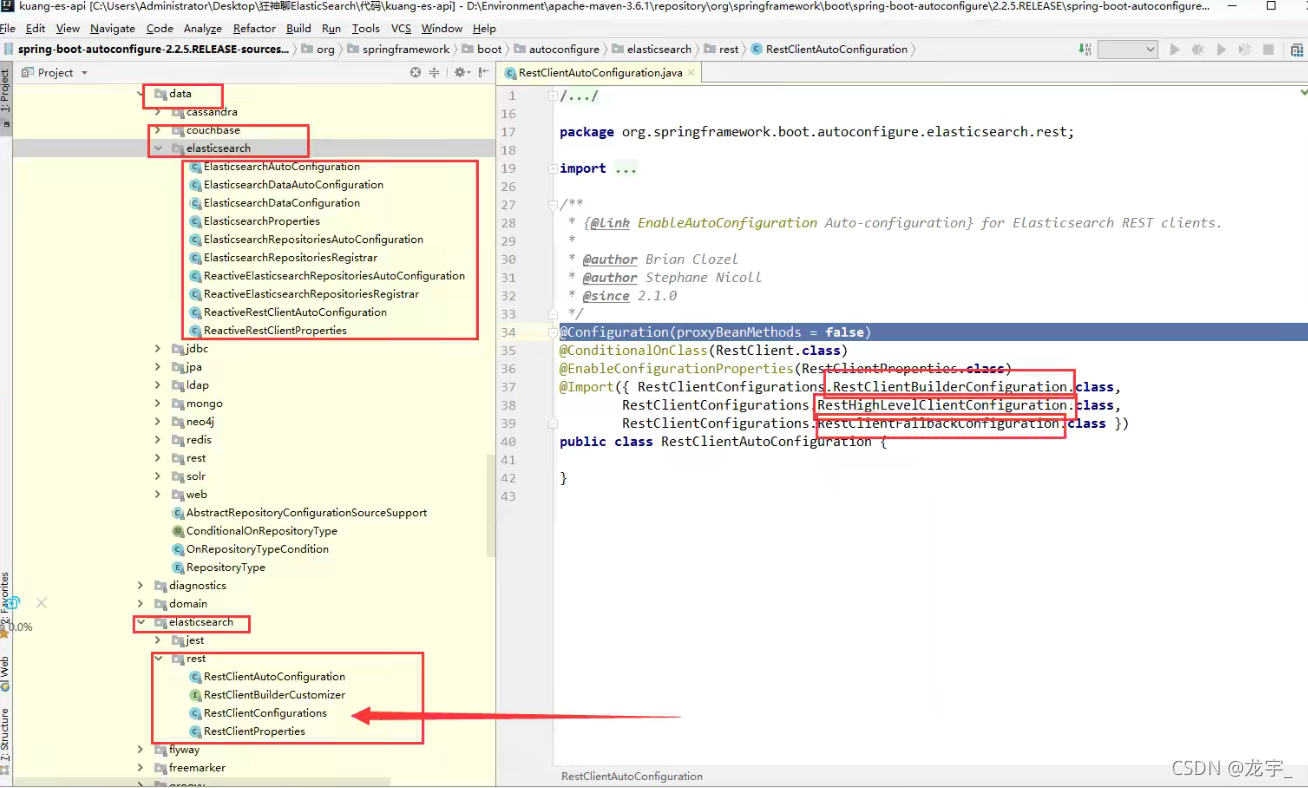 kuang-es-api [C:\Users\Administrator\Desktop\狂神聊ElasticSearch\代码\kuang-es-api] - D:\Environment\apache-maven-3.6.1\repository\org\springframework\boot\spring-boot-autoconfigure\2.2.5.RELEASE\spring-boot-autoconfigure...
File Edit View Navigate Code Analyze Refactor Build Run Tools VCS Window Help
spring-boot-autoconfigure-2.2.5.RELEASE-sources... org springframework boot autoconfigure elasticsearch rest RestClientAutoConfiguration
Project
RestClientAutoConfiguration.java
1: Project
data
cassandra
couchbase
elasticsearch
ElasticsearchAutoConfiguration
ElasticsearchDataAutoConfiguration
ElasticsearchDataConfiguration
ElasticsearchProperties
ElasticsearchRepositoriesAutoConfiguration
ElasticsearchRepositoriesRegistrar
ReactiveElasticsearchRepositoriesAutoConfiguration
ReactiveElasticsearchRepositoriesRegistrar
ReactiveRestClientAutoConfiguration
ReactiveRestClientProperties
jdbc
jpa
ldap
mongo
neo4j
redis
rest
solr
web
AbstractRepositoryConfigurationSourceSupport
ConditionalOnRepositoryType
OnRepositoryTypeCondition
RepositoryType
diagnostics
domain
elasticsearch
jest
rest
RestClientAutoConfiguration
RestClientBuilderCustomizer
RestClientConfigurations
RestClientProperties
flyway
freemarker
groovy
2: Favorites
0.0%
Web
7: Structure
1 /.../
16
17 package org.springframework.boot.autoconfigure.elasticsearch.rest;
18
19 import ...
26
27 /**
28 * {@link EnableAutoConfiguration Auto-configuration} for Elasticsearch REST clients.
29 *
30 * @author Brian Clozel
31 * @author Stephane Nicoll
32 * @since 2.1.0
33 */
34 @Configuration(proxyBeanMethods = false)
35 @ConditionalOnClass(RestClient.class)
36 @EnableConfigurationProperties(RestClientProperties.class)
37 @Import({ RestClientConfigurations.RestClientBuilderConfiguration.class,
38 RestClientConfigurations.RestHighLevelClientConfiguration.class,
39 RestClientConfigurations.RestClientFallbackConfiguration.class })
40 public class RestClientAutoConfiguration {
41
42 }
43
RestClientAutoConfiguration
CSDN @龙宇_